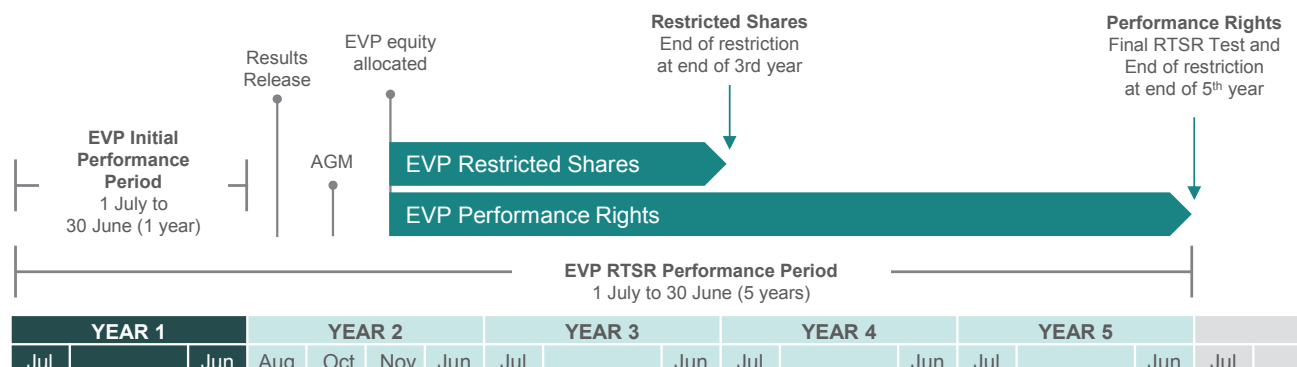 Restricted Shares
End of restriction
at end of 3rd year
Performance Rights
Final RTSR Test and
End of restriction
at end of 5th year
EVP equity
allocated
Results
Release
EVP Initial
Performance
Period
1 July to
30 June (1 year)
AGM
EVP Restricted Shares
EVP Performance Rights
EVP RTSR Performance Period
1 July to 30 June (5 years)
YEAR 1 YEAR 2 YEAR 3 YEAR 4 YEAR 5
Jul Jun Aug Oct Nov Jun Jul Jun Jul Jun Jul Jun Jul